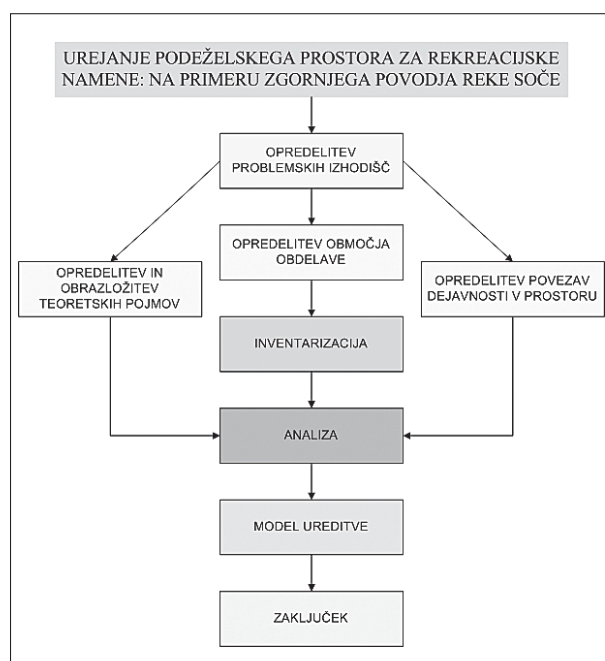 UREJANJE PODEŽELSKEGA PROSTORA ZA REKREACIJSKE
NAMENE: NA PRIMERU ZGORNJEGA POVODJA REKE SOČE
OPREDELITEV
PROBLEMSKIH IZHODIŠČ
OPREDELITEV IN
OBRAZLOŽITEV
TEORETSKIH POJMOV
OPREDELITEV OBMOČJA
OBDELAVE
OPREDELITEV POVEZAV
DEJAVNOSTI V PROSTORU
INVENTARIZACIJA
ANALIZA
MODEL UREDITVE
ZAKLJUČEK